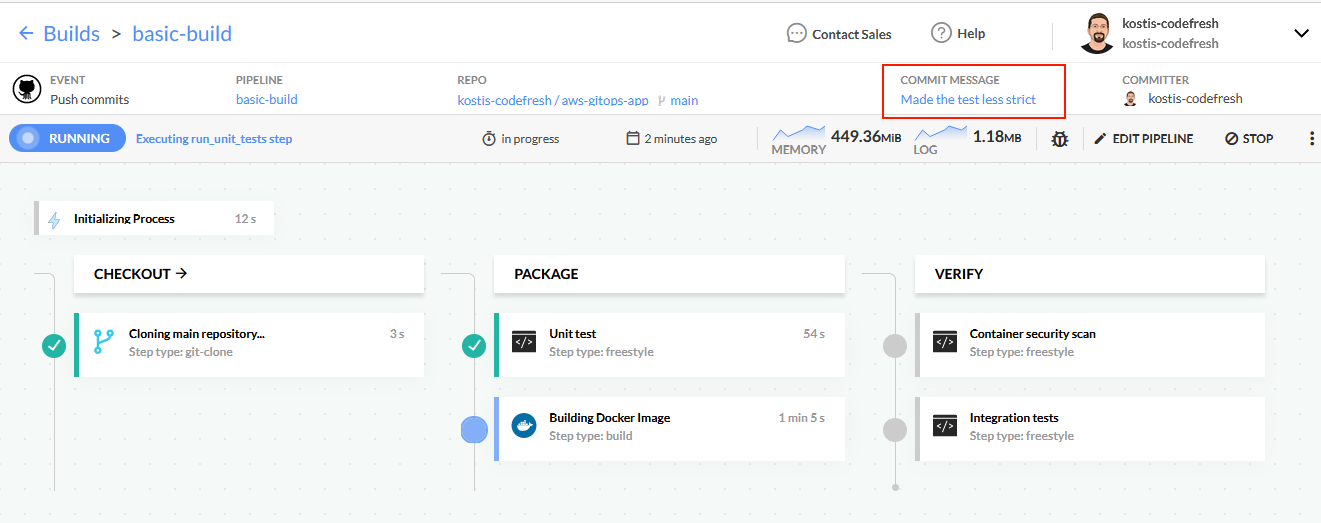 ← Builds > basic-build
Contact Sales
Help
kostis-codefresh
kostis-codefresh
EVENT
Push commits
PIPELINE
basic-build
REPO
kostis-codefresh / aws-gitops-app main
COMMIT MESSAGE
Made the test less strict
COMMITTER
kostis-codefresh
RUNNING
Executing run_unit_tests step
in progress
2 minutes ago
MEMORY 449.36MiB
LOG 1.18MB
EDIT PIPELINE
STOP
Initializing Process 12 s
CHECKOUT →
Cloning main repository... 3 s
Step type: git-clone
PACKAGE
Unit test 54 s
Step type: freestyle
Building Docker Image 1 min 5 s
Step type: build
VERIFY
Container security scan
Step type: freestyle
Integration tests
Step type: freestyle